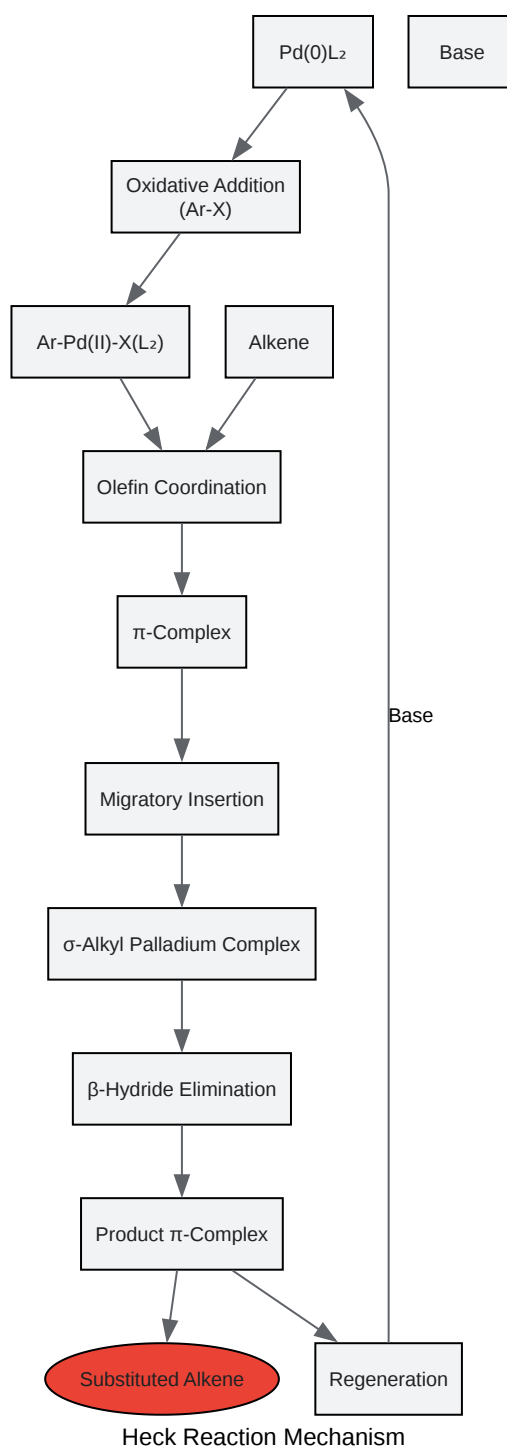 Pd(0)L₂
Base
Oxidative Addition
(Ar-X)
Ar-Pd(II)-X(L₂)
Alkene
Olefin Coordination
π-Complex
Base
Migratory Insertion
σ-Alkyl Palladium Complex
β-Hydride Elimination
Product π-Complex
Substituted Alkene
Regeneration
Heck Reaction Mechanism